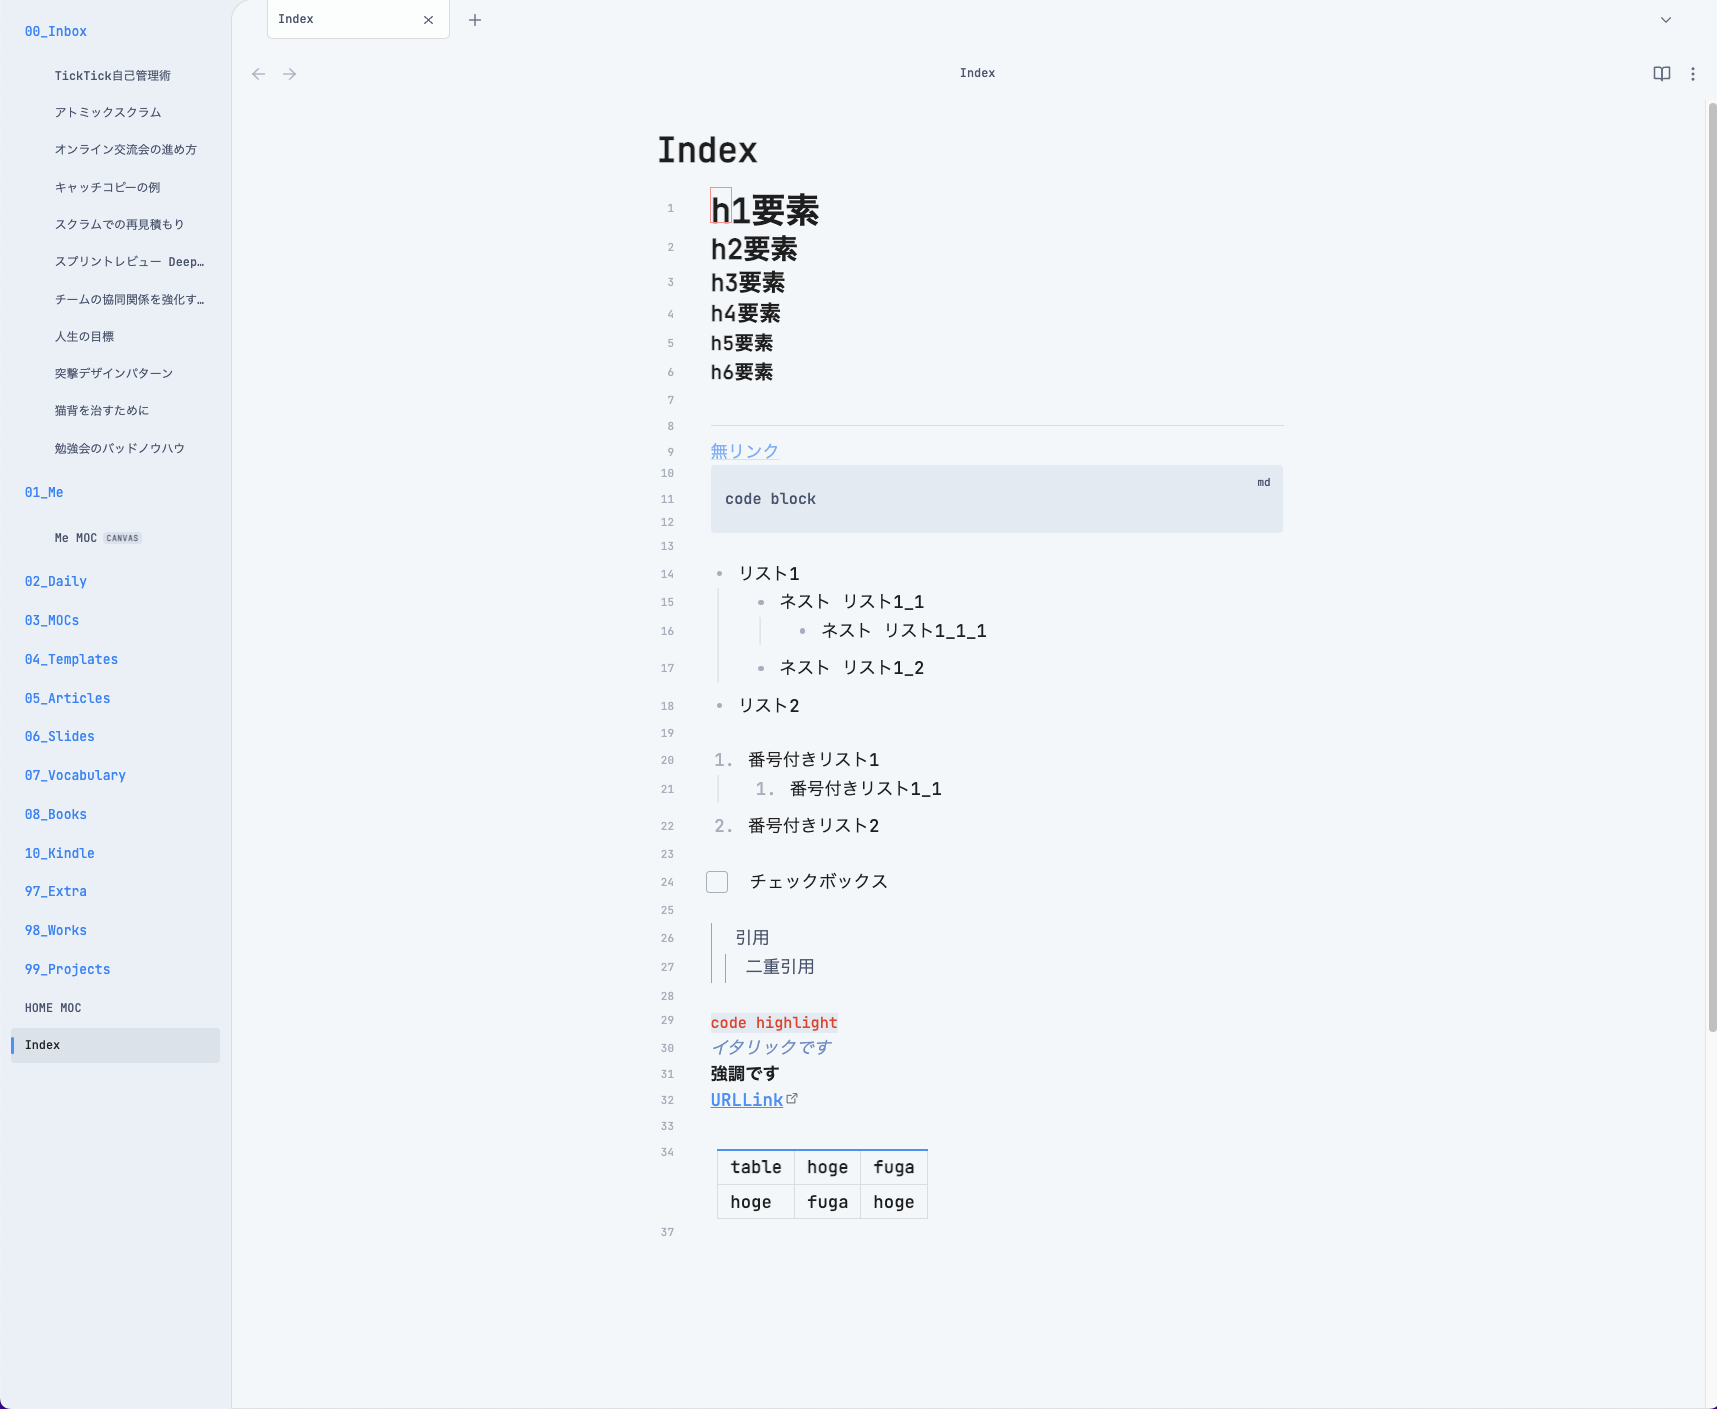 00_Inbox
TickTick自己管理術
アトミックスクラム
オンライン交流会の進め方
キャッチコピーの例
スクラムでの再見積もり
スプリントレビュー Deep…
チームの協同関係を強化す…
人生の目標
突撃デザインパターン
猫背を治すために
勉強会のバッドノウハウ
01_Me
Me MOC CANVAS
02_Daily
03_MOCs
04_Templates
05_Articles
06_Slides
07_Vocabulary
08_Books
10_Kindle
97_Extra
98_Works
99_Projects
HOME MOC
Index
Index
Index
Index
1 h1要素
2 h2要素
3 h3要素
4 h4要素
5 h5要素
6 h6要素
7
8
9 無リンク
10
md
11 code block
12
13
14 リスト1
15 ネスト リスト1_1
16 ネスト リスト1_1_1
17 ネスト リスト1_2
18 リスト2
19
20 1. 番号付きリスト1
21 1. 番号付きリスト1_1
22 2. 番号付きリスト2
23
24 チェックボックス
25
26 引用
27 二重引用
28
29 code highlight
30 イタリックです
31 強調です
32 URLLink
33
34
table hoge fuga
hoge fuga hoge
37